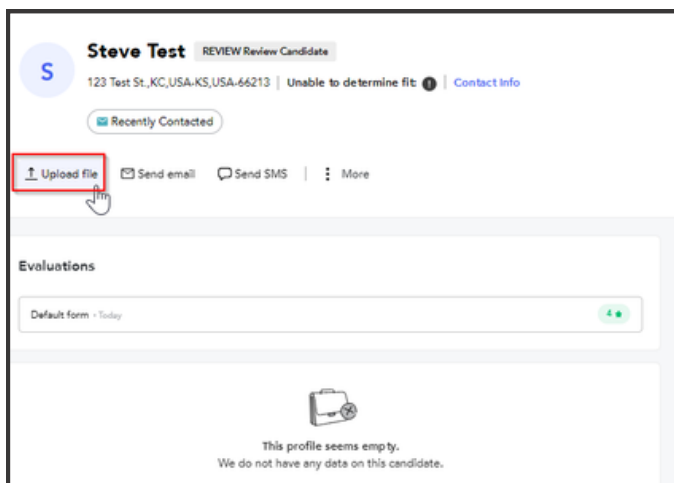 S
Steve Test REVIEW Review Candidate
123 Test St.,KC,USA-KS,USA-66213 | Unable to determine fit: ! | Contact Info
Recently Contacted
Upload file Send email Send SMS | More
Evaluations
Default form - Today 4
This profile seems empty.
We do not have any data on this candidate.